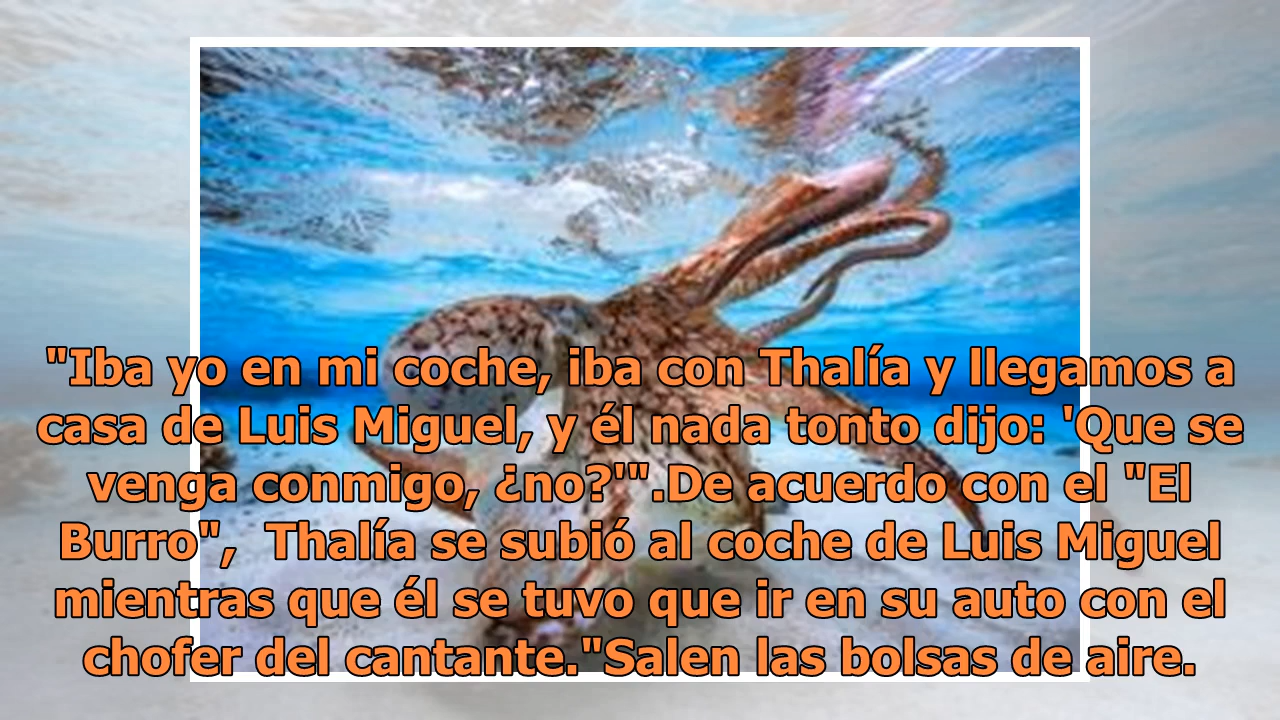 "Iba yo en mi coche, iba con Thalía y llegamos a
casa de Luis Miguel, y él nada tonto dijo: 'Que se
venga conmigo, ¿no?'".De acuerdo con el "El
Burro",  Thalía se subió al coche de Luis Miguel
mientras que él se tuvo que ir en su auto con el
chofer del cantante."Salen las bolsas de aire.